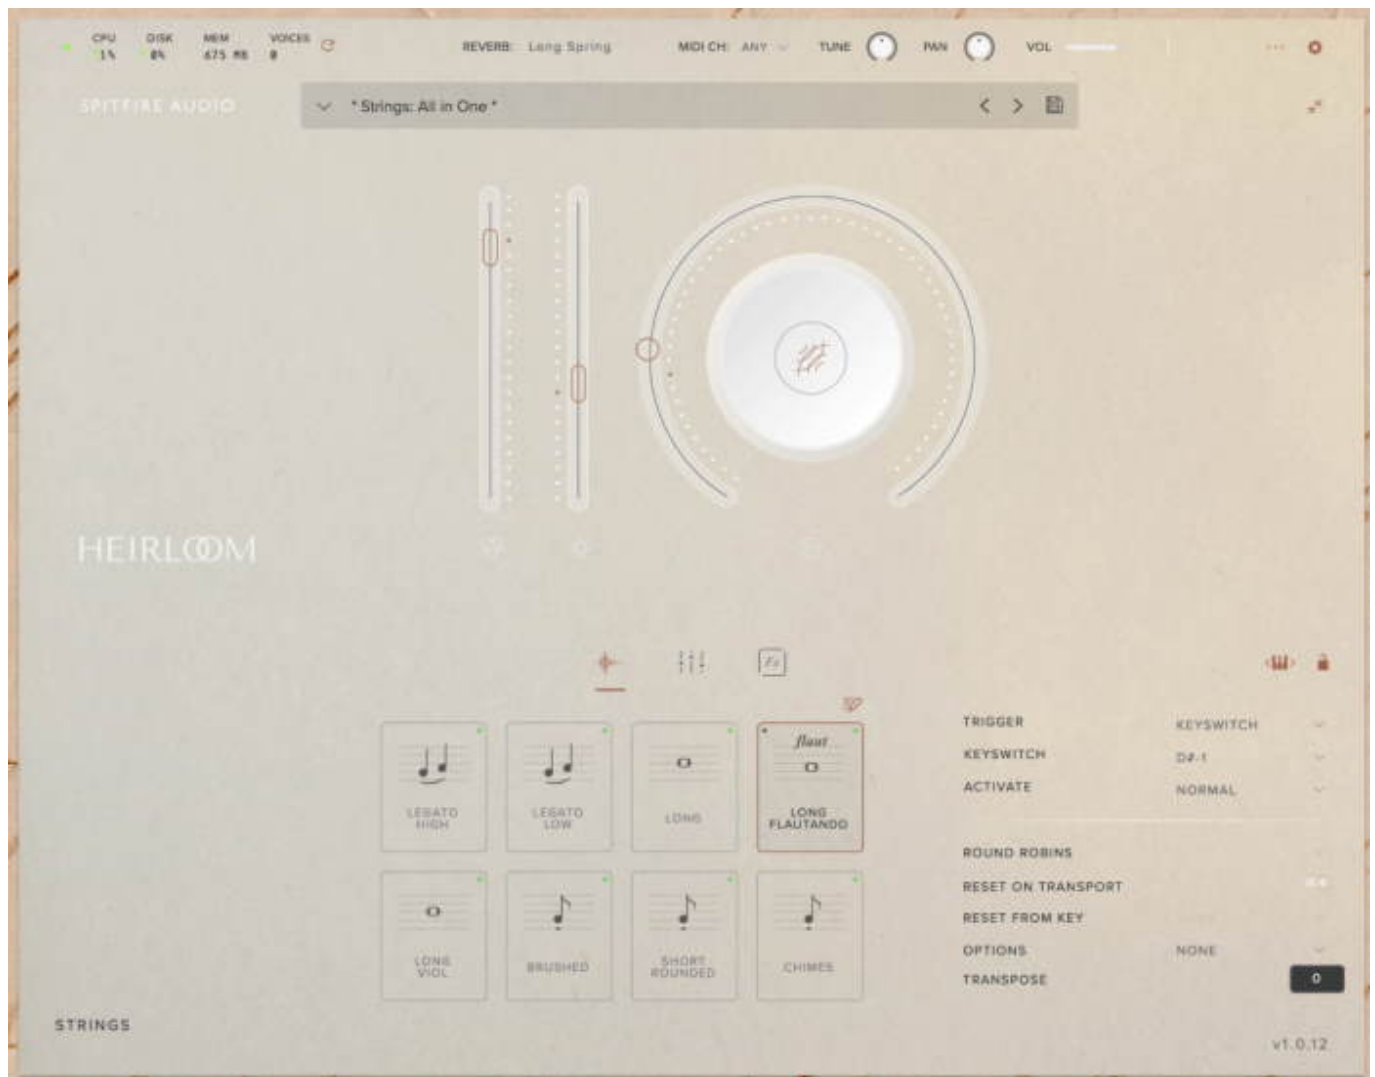 CPU DISK MEM VOICES
1% 0% 675 MB 0
REVERB: Long Spring MIDI CH: ANY TUNE PAN VOL
SPITFIRE AUDIO
* Strings: All in One *
HEIRLOOM
Fx
TRIGGER KEYSWITCH
KEYSWITCH D#-1
ACTIVATE NORMAL
LEGATO
HIGH
LEGATO
LOW
LONG
flaut
LONG
FLAUTANDO
ROUND ROBINS
RESET ON TRANSPORT
RESET FROM KEY
OPTIONS NONE
TRANSPOSE 0
LONG
VIOL
BRUSHED
SHORT
ROUNDED
CHIMES
STRINGS
v1.0.12